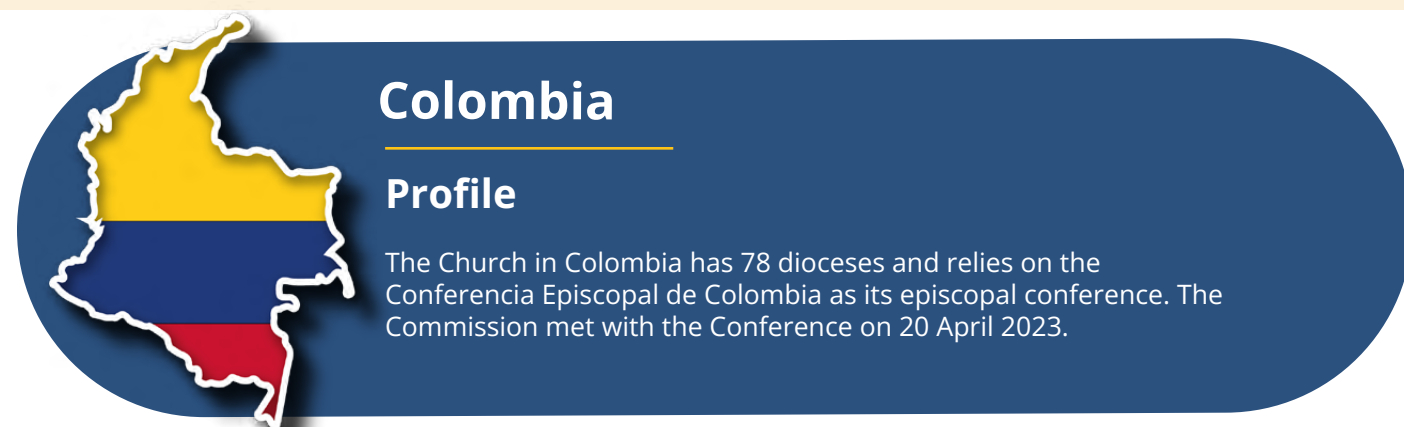 Colombia
Profile
The Church in Colombia has 78 dioceses and relies on the
Conferencia Episcopal de Colombia as its episcopal conference. The
Commission met with the Conference on 20 April 2023.